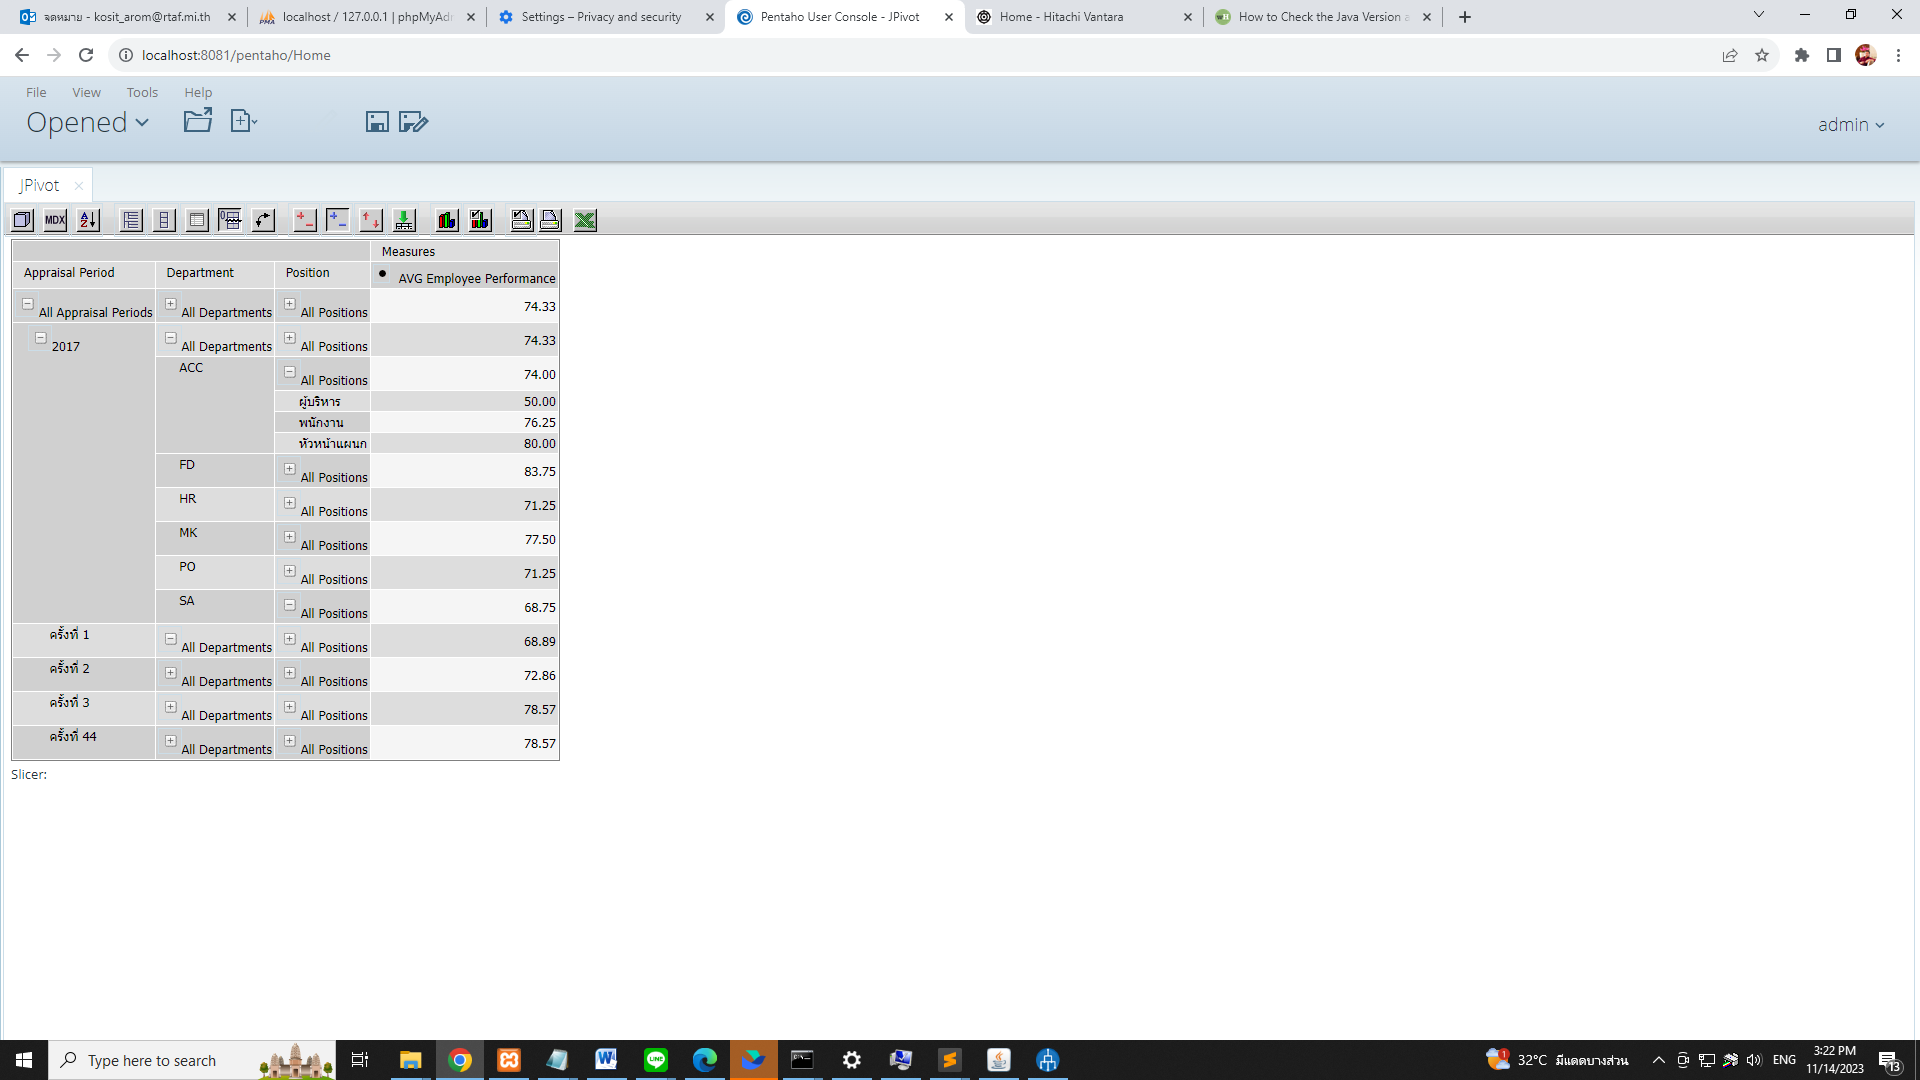 จดหมาย - kosit_arom@rtaf.mi.th
localhost / 127.0.0.1 | phpMyAdm
Settings – Privacy and security
Pentaho User Console - JPivot
Home - Hitachi Vantara
How to Check the Java Version a
localhost:8081/pentaho/Home
File View Tools Help
Opened
admin
JPivot
MDX
Measures
Appraisal Period Department Position AVG Employee Performance
All Appraisal Periods All Departments All Positions 74.33
2017 All Departments All Positions 74.33
ACC All Positions 74.00
ผู้บริหาร 50.00
พนักงาน 76.25
หัวหน้าแผนก 80.00
FD All Positions 83.75
HR All Positions 71.25
MK All Positions 77.50
PO All Positions 71.25
SA All Positions 68.75
ครั้งที่ 1 All Departments All Positions 68.89
ครั้งที่ 2 All Departments All Positions 72.86
ครั้งที่ 3 All Departments All Positions 78.57
ครั้งที่ 44 All Departments All Positions 78.57
Slicer:
Type here to search
32°C มีแดดบางส่วน
ENG
3:22 PM
11/14/2023
13